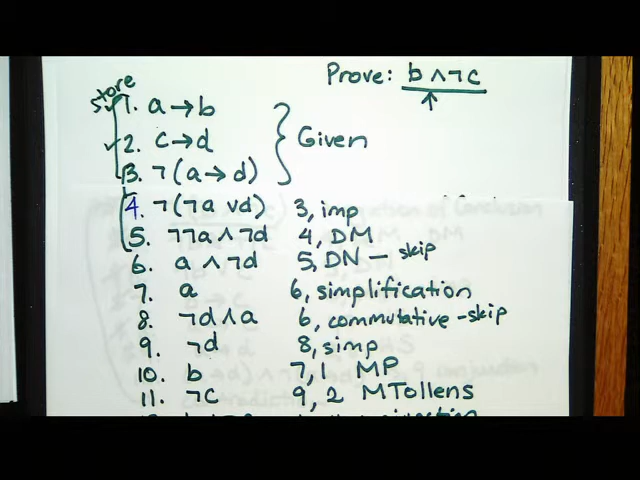 Prove: b ∧ ¬c
store
1. a → b
2. c → d
Given
3. ¬(a → d)
4. ¬(¬a ∨ d) 3, imp
5. ¬¬a ∧ ¬d 4, DM
6. a ∧ ¬d 5, DN – skip
7. a 6, simplification
8. ¬d ∧ a 6, commutative - skip
9. ¬d 8, simp
10. b 7, 1 MP
11. ¬c 9, 2 MTollens